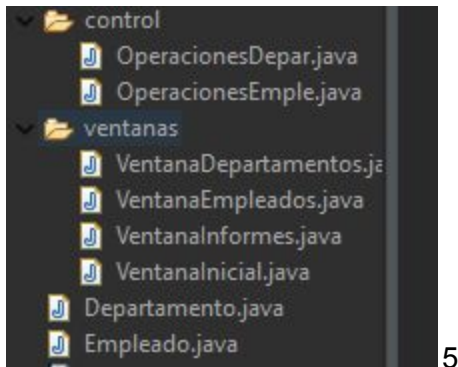 control
OperacionesDepar.java
OperacionesEmple.java
ventanas
VentanaDepartamentos.ja
VentanaEmpleados.java
VentanaInformes.java
VentanaInicial.java
Departamento.java
Empleado.java
5